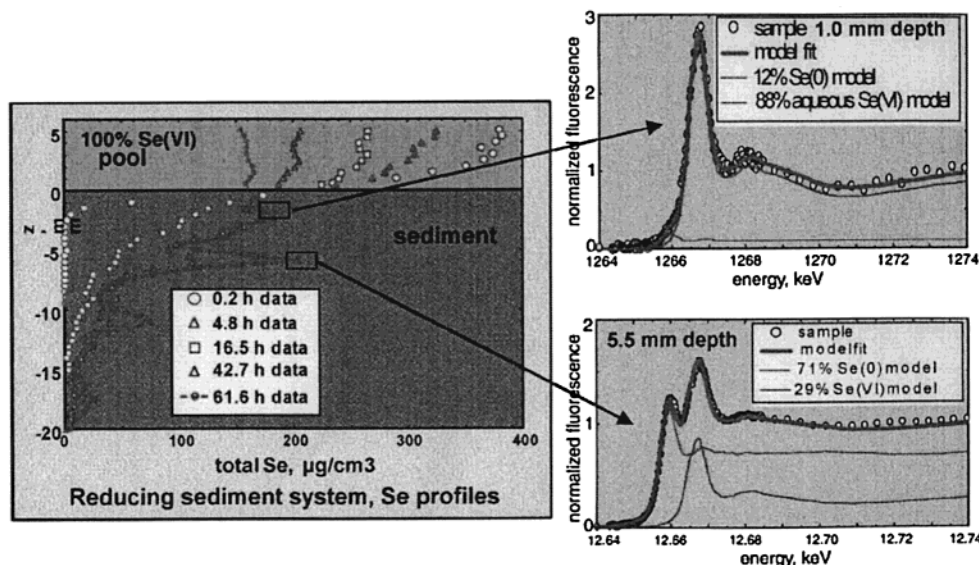 100% Se(VI)
pool
sediment
5
0
-5
-10
-15
-20
0
100
200
300
400
z, mm
0.2 h data
4.8 h data
16.5 h data
42.7 h data
61.6 h data
total Se, µg/cm3
Reducing sediment system, Se profiles
sample 1.0 mm depth
model fit
12% Se(0) model
88% aqueous Se(VI) model
normalized fluorescence
3
2
1
0
1264
1266
1268
1270
1272
1274
energy, keV
5.5 mm depth
sample
modelfit
71% Se(0) model
29% Se(VI) model
normalized fluorescence
2
1
0
12.64
12.66
12.68
12.70
12.72
12.74
energy, keV